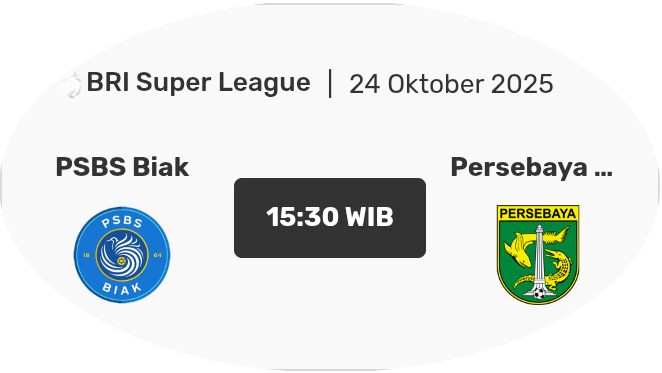 BRI Super League | 24 Oktober 2025
PSBS Biak
Persebaya ...
15:30 WIB
PSBS
19 64
BIAK
PERSEBAYA